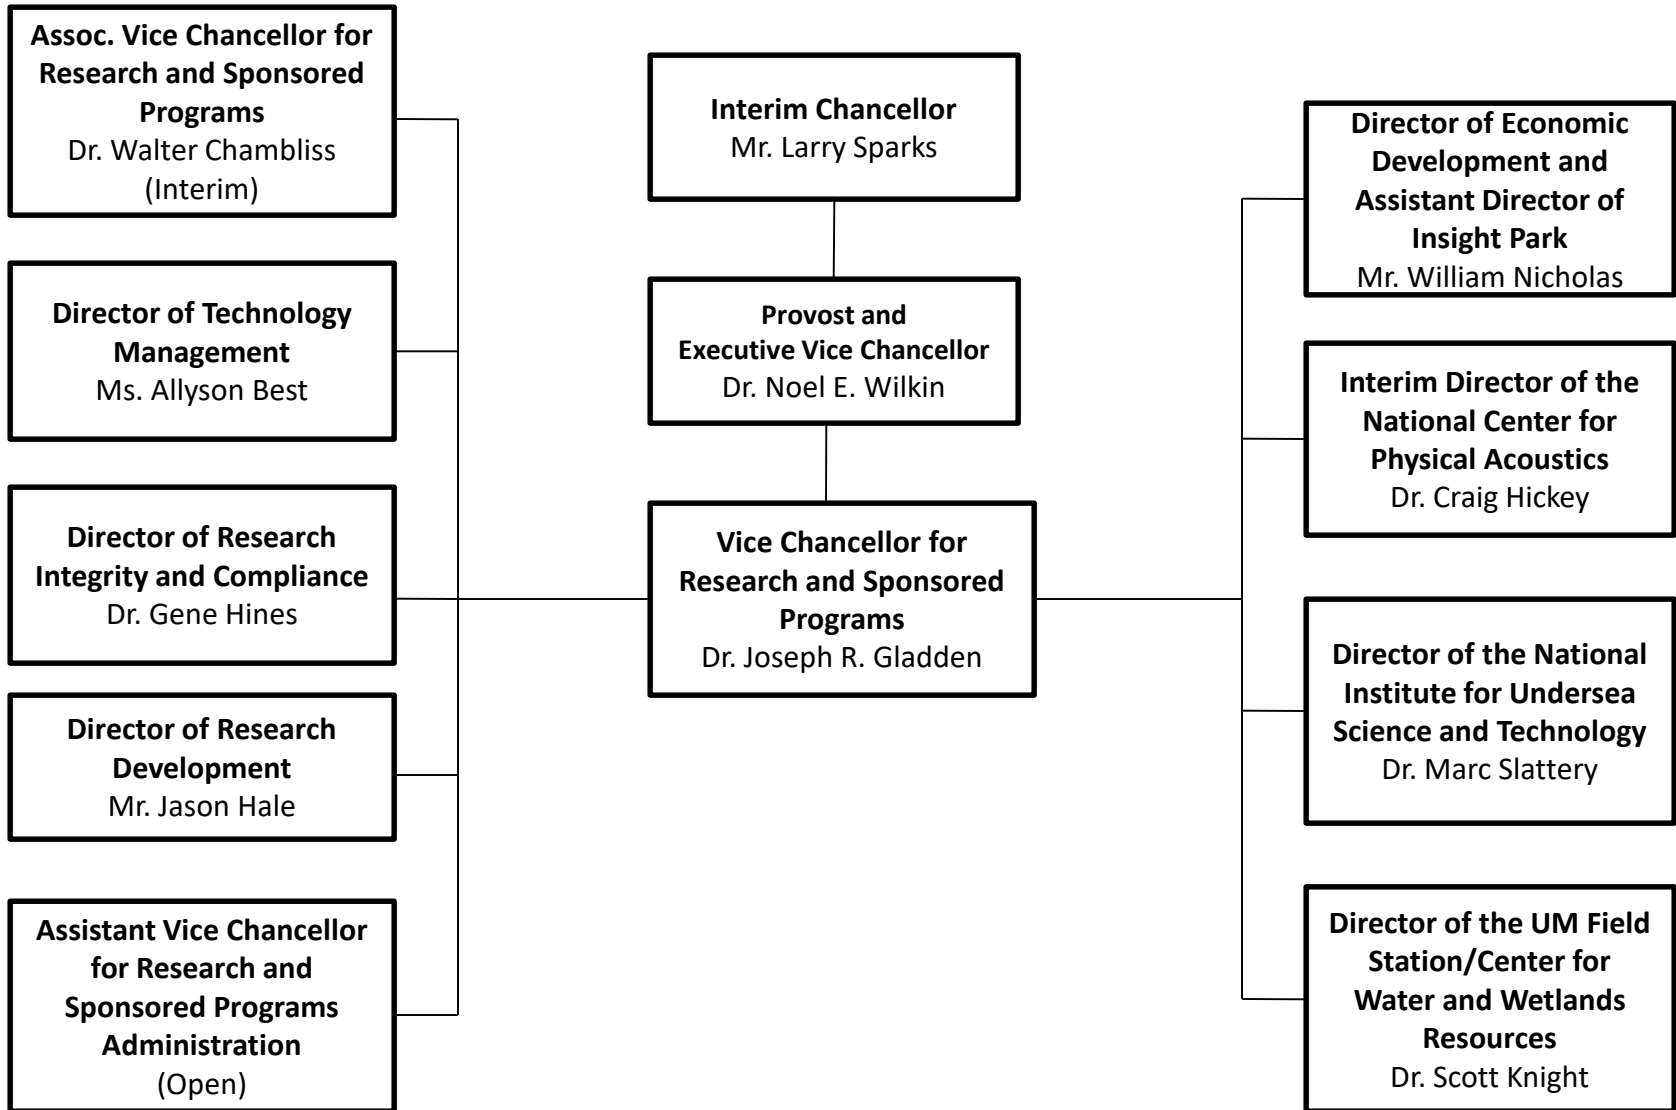 Assoc. Vice Chancellor for
Research and Sponsored
Programs
Dr. Walter Chambliss
(Interim)
Director of Technology
Management
Ms. Allyson Best
Director of Research
Integrity and Compliance
Dr. Gene Hines
Director of Research
Development
Mr. Jason Hale
Assistant Vice Chancellor
for Research and
Sponsored Programs
Administration
(Open)
Interim Chancellor
Mr. Larry Sparks
Provost and
Executive Vice Chancellor
Dr. Noel E. Wilkin
Vice Chancellor for
Research and Sponsored
Programs
Dr. Joseph R. Gladden
Director of Economic
Development and
Assistant Director of
Insight Park
Mr. William Nicholas
Interim Director of the
National Center for
Physical Acoustics
Dr. Craig Hickey
Director of the National
Institute for Undersea
Science and Technology
Dr. Marc Slattery
Director of the UM Field
Station/Center for
Water and Wetlands
Resources
Dr. Scott Knight